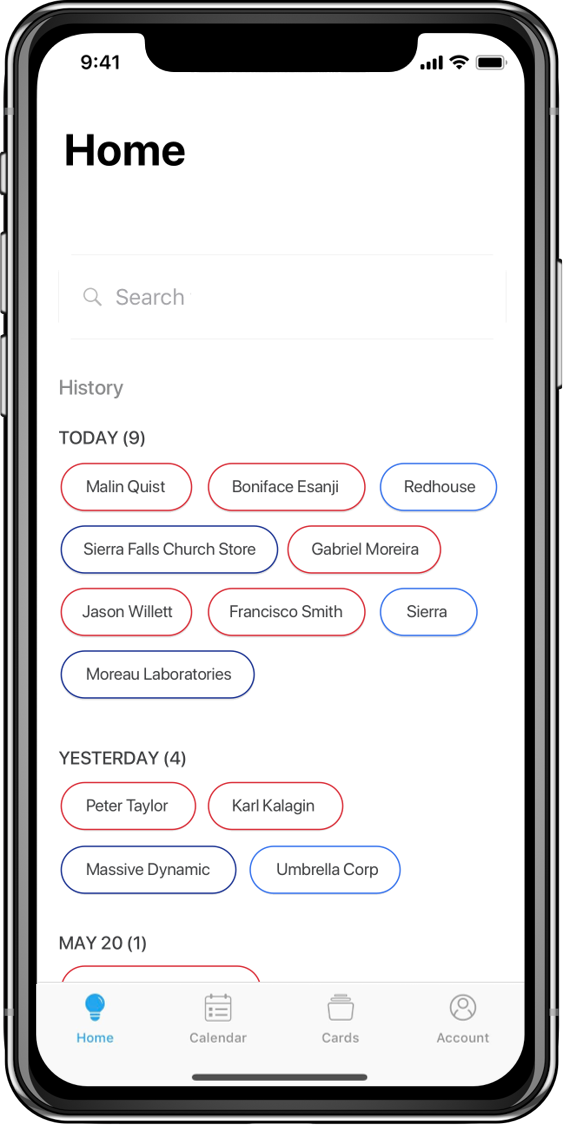 9:41
Home
Search
History
TODAY (9)
Malin Quist Boniface Esanji Redhouse
Sierra Falls Church Store Gabriel Moreira
Jason Willett Francisco Smith Sierra
Moreau Laboratories
YESTERDAY (4)
Peter Taylor Karl Kalagin
Massive Dynamic Umbrella Corp
MAY 20 (1)
Home Calendar Cards Account